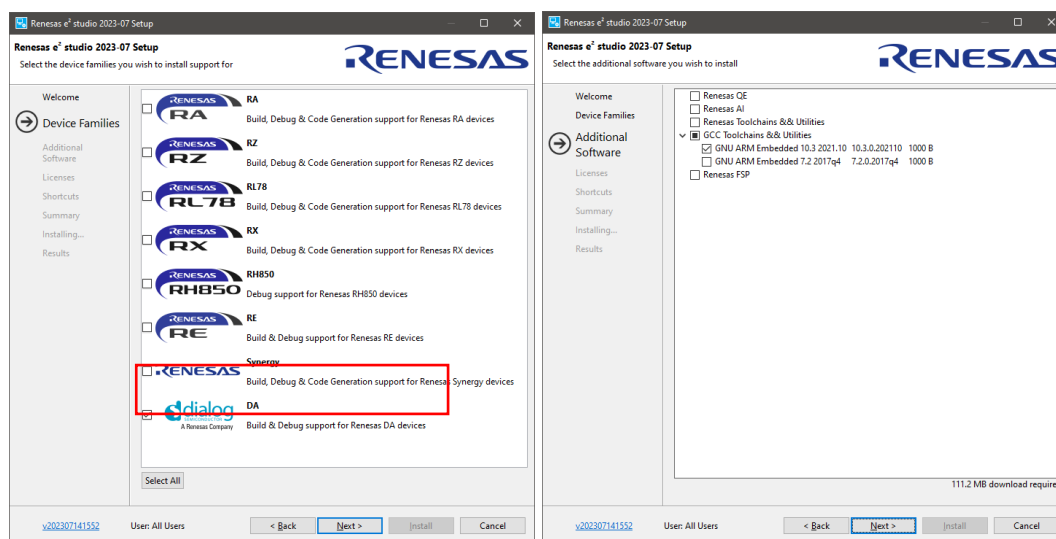 Renesas e² studio 2023-07 Setup
Renesas e² studio 2023-07 Setup
Select the device families you wish to install support for
RENESAS
Welcome
Device Families
Additional
Software
Licenses
Shortcuts
Summary
Installing...
Results
RENESAS
RA
RA
Build, Debug & Code Generation support for Renesas RA devices
RENESAS
RZ
RZ
Build, Debug & Code Generation support for Renesas RZ devices
RENESAS
RL78
RL78
Build, Debug & Code Generation support for Renesas RL78 devices
RENESAS
RX
RX
Build, Debug & Code Generation support for Renesas RX devices
RENESAS
RH850
RH850
Debug support for Renesas RH850 devices
RENESAS
RE
RE
Build & Debug support for Renesas RE devices
RENESAS
Synergy
Build, Debug & Code Generation support for Renesas Synergy devices
dialog
SEMICONDUCTOR
A Renesas Company
DA
Build & Debug support for Renesas DA devices
Select All
v202307141552
User: All Users
< Back
Next >
Install
Cancel
Renesas e² studio 2023-07 Setup
Renesas e² studio 2023-07 Setup
Select the additional software you wish to install
RENESAS
Welcome
Device Families
Additional
Software
Licenses
Shortcuts
Summary
Installing...
Results
Renesas QE
Renesas AI
Renesas Toolchains && Utilities
GCC Toolchains && Utilities
GNU ARM Embedded 10.3 2021.10 10.3.0.202110 1000 B
GNU ARM Embedded 7.2 2017q4 7.2.0.2017q4 1000 B
Renesas FSP
111.2 MB download require
v202307141552
User: All Users
< Back
Next >
Install
Cancel